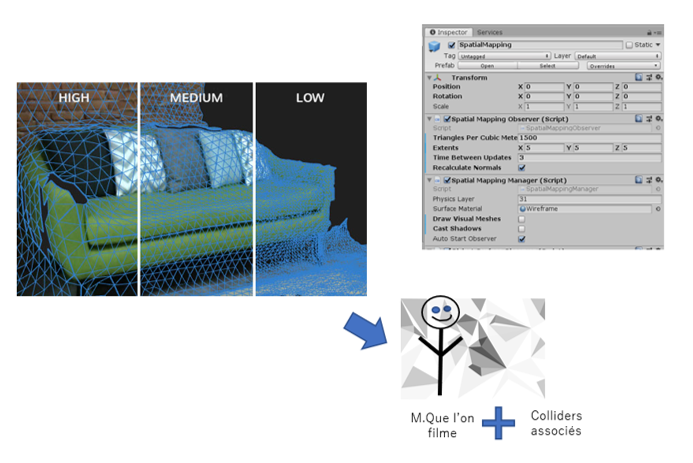 Inspector Services
SpatialMapping Static
Tag Untagged Layer Default
Prefab Open Select Overrides
Transform
Position X 0 Y 0 Z 0
Rotation X 0 Y 0 Z 0
Scale X 1 Y 1 Z 1
Spatial Mapping Observer (Script)
Script SpatialMappingObserver
Triangles Per Cubic Mete 1500
Extents X 5 Y 5 Z 5
Time Between Updates 3
Recalculate Normals
Spatial Mapping Manager (Script)
Script SpatialMappingManager
Physics Layer 31
Surface Material Wireframe
Draw Visual Meshes
Cast Shadows
Auto Start Observer
HIGH MEDIUM LOW
M.Que l'on
filme
Colliders
associés